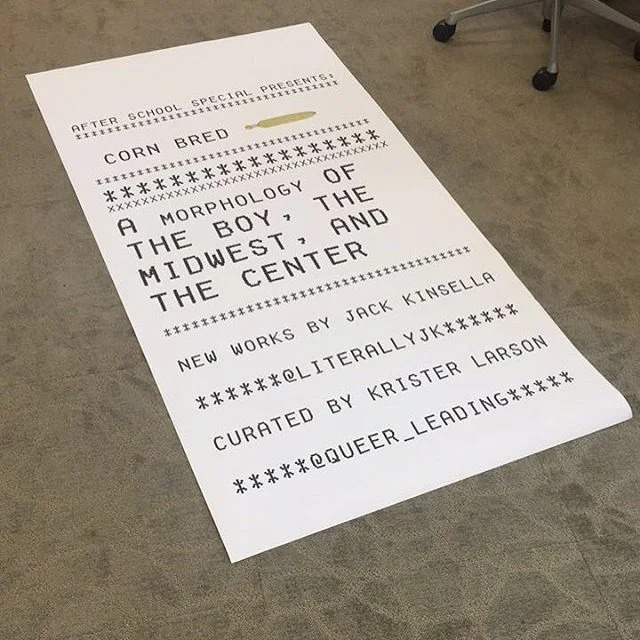 AFTER SCHOOL SPECIAL PRESENTS:
CORN BRED
A MORPHOLOGY OF
THE BOY, THE
MIDWEST, AND
THE CENTER
NEW WORKS BY JACK KINSELLA
******@LITERALLYJK******
CURATED BY KRISTER LARSON
*****@QUEER_LEADING*****